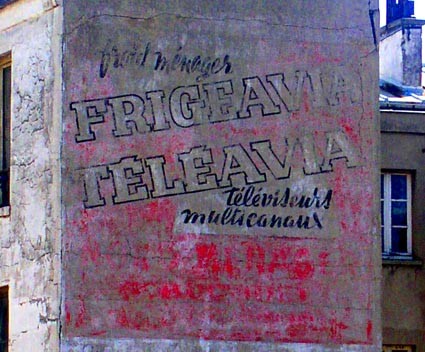 froid ménager
FRIGEAVIA
TÉLÉAVIA
téléviseurs
multicanaux